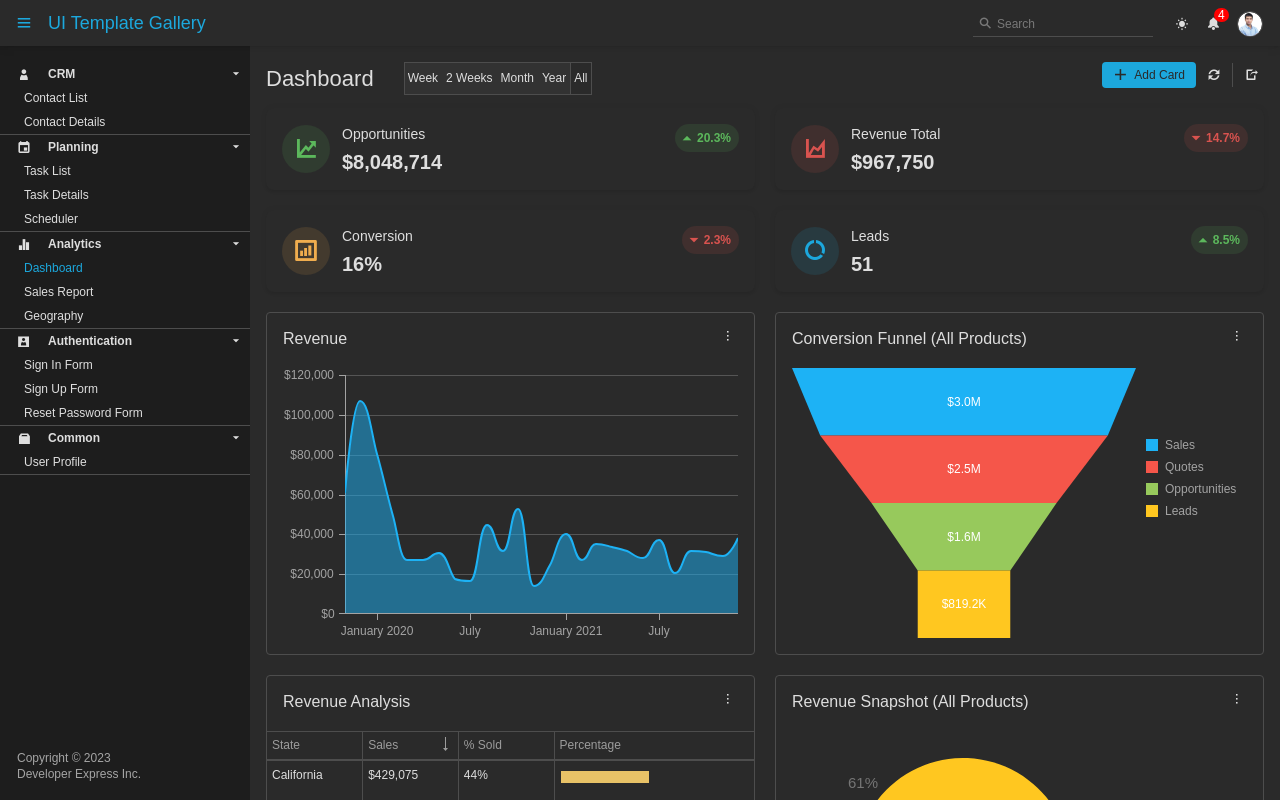 UI Template Gallery
Search
4
CRM
Contact List
Contact Details
Planning
Task List
Task Details
Scheduler
Analytics
Dashboard
Sales Report
Geography
Authentication
Sign In Form
Sign Up Form
Reset Password Form
Common
User Profile
Copyright © 2023
Developer Express Inc.
Dashboard
Week 2 Weeks Month Year All
Add Card
Opportunities
$8,048,714
20.3%
Revenue Total
$967,750
14.7%
Conversion
16%
2.3%
Leads
51
8.5%
Revenue
$120,000
$100,000
$80,000
$60,000
$40,000
$20,000
$0
January 2020 July January 2021 July
Conversion Funnel (All Products)
$3.0M
$2.5M
$1.6M
$819.2K
Sales
Quotes
Opportunities
Leads
Revenue Analysis
State Sales % Sold Percentage
California $429,075 44%
Revenue Snapshot (All Products)
61%